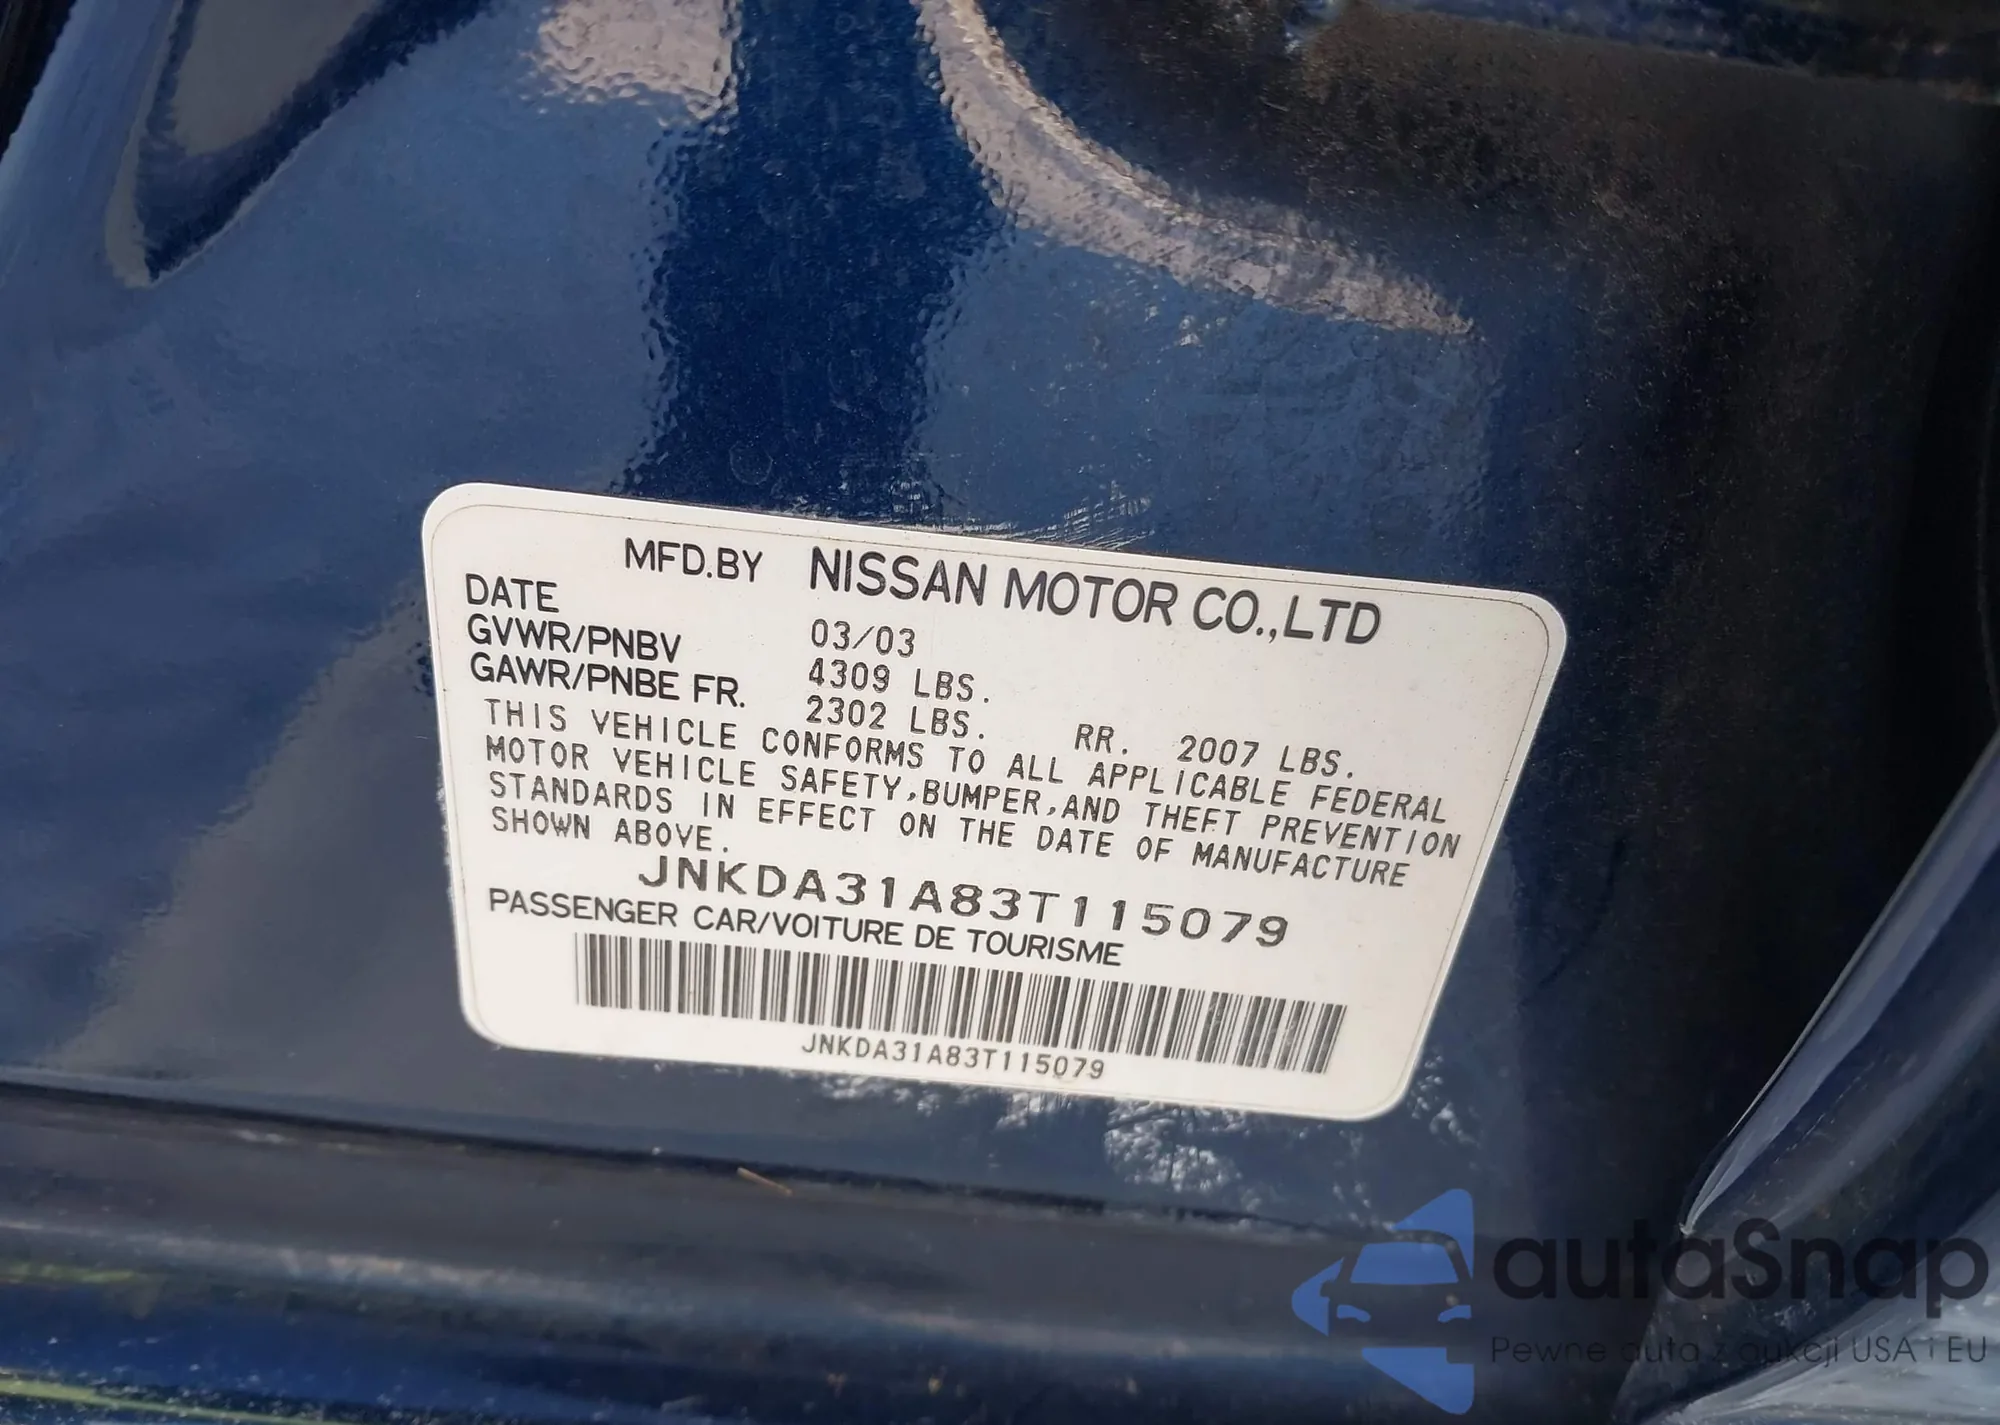 MFD.BY NISSAN MOTOR CO.,LTD
DATE 03/03
GVWR/PNBV 4309 LBS.
GAWR/PNBE FR. 2302 LBS. RR. 2007 LBS.
THIS VEHICLE CONFORMS TO ALL APPLICABLE FEDERAL
MOTOR VEHICLE SAFETY,BUMPER,AND THEFT PREVENTION
STANDARDS IN EFFECT ON THE DATE OF MANUFACTURE
SHOWN ABOVE.
JNKDA31A83T115079
PASSENGER CAR/VOITURE DE TOURISME
JNKDA31A83T115079
autaSnap
Pewne auta z aukcji USA i EU